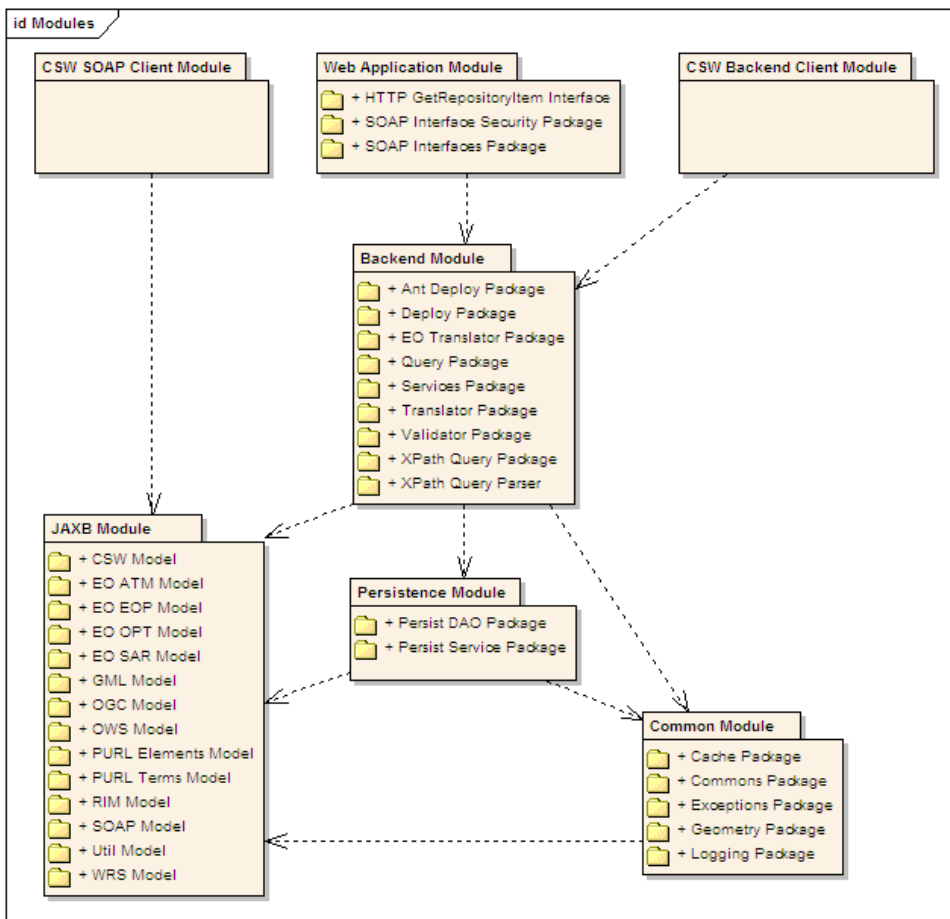 id Modules
CSW SOAP Client Module
Web Application Module
+ HTTP GetRepositoryItem Interface
+ SOAP Interface Security Package
+ SOAP Interfaces Package
CSW Backend Client Module
Backend Module
+ Ant Deploy Package
+ Deploy Package
+ EO Translator Package
+ Query Package
+ Services Package
+ Translator Package
+ Validator Package
+ XPath Query Package
+ XPath Query Parser
JAXB Module
+ CSW Model
+ EO ATM Model
+ EO EOP Model
+ EO OPT Model
+ EO SAR Model
+ GML Model
+ OGC Model
+ OWS Model
+ PURL Elements Model
+ PURL Terms Model
+ RIM Model
+ SOAP Model
+ Util Model
+ WRS Model
Persistence Module
+ Persist DAO Package
+ Persist Service Package
Common Module
+ Cache Package
+ Commons Package
+ Exceptions Package
+ Geometry Package
+ Logging Package